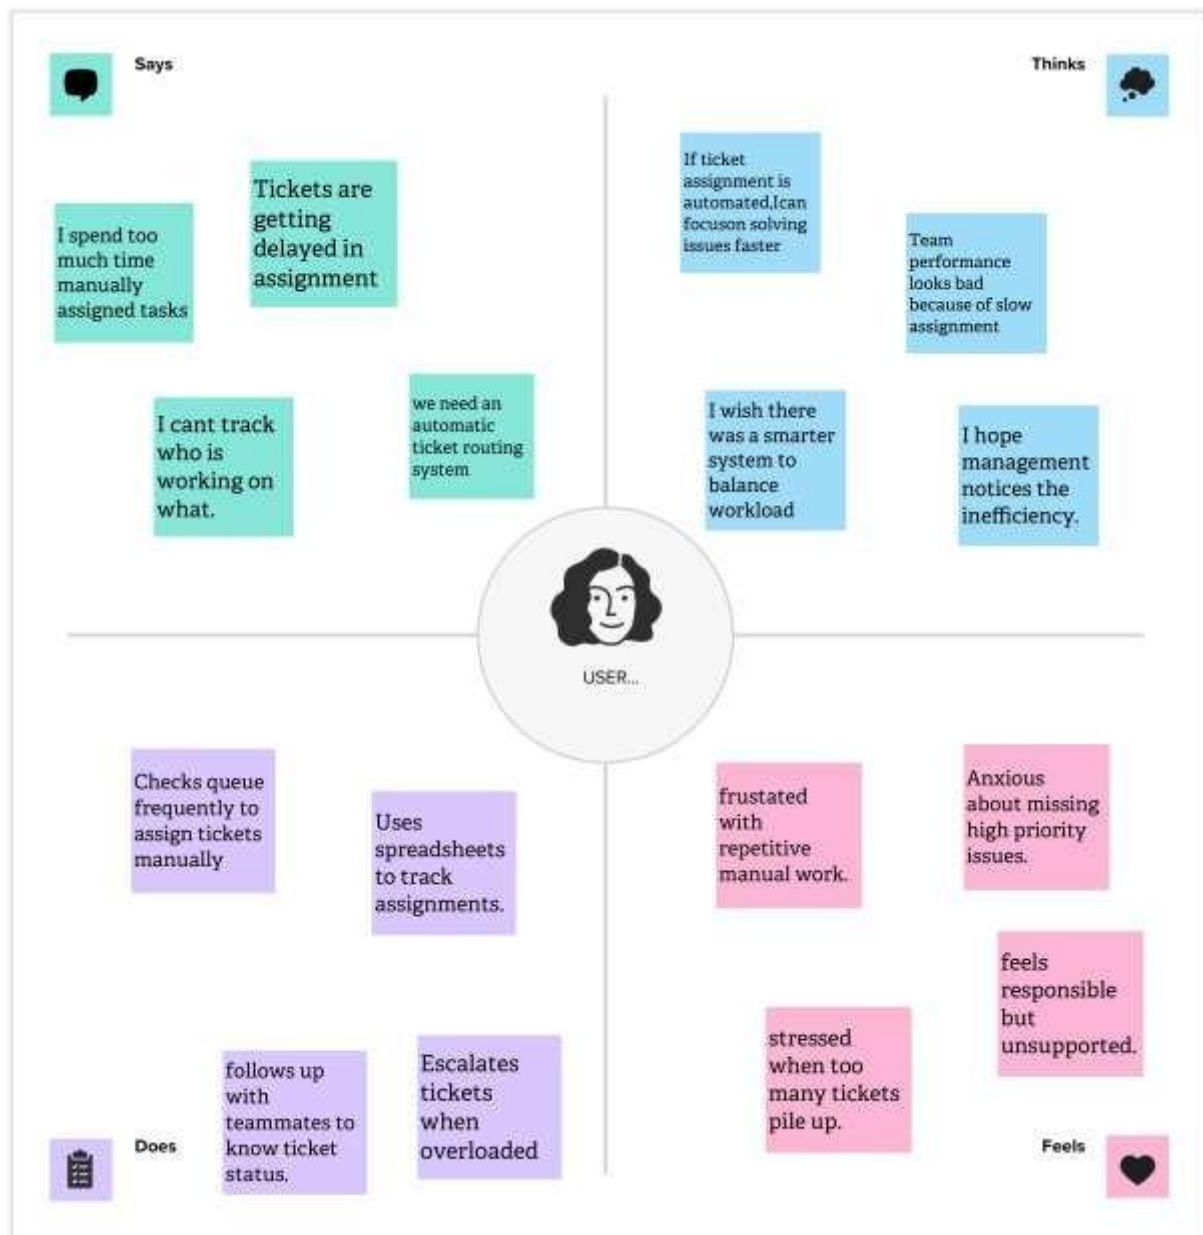 Says
Tickets are
getting
delayed in
assignment
I spend too
much time
manually
assigned tasks
I cant track
who is
working on
what.
we need an
automatic
ticket routing
system
Thinks
If ticket
assignment is
automated,Ican
focuson solving
issues faster
Team
performance
looks bad
because of slow
assignment
I wish there
was a smarter
system to
balance
workload
I hope
management
notices the
inefficiency.
USER...
Checks queue
frequently to
assign tickets
manually
Uses
spreadsheets
to track
assignments.
follows up
with
teammates to
know ticket
status.
Escalates
tickets
when
overloaded
Does
frustated
with
repetitive
manual work.
Anxious
about missing
high priority
issues.
feels
responsible
but
unsupported.
stressed
when too
many tickets
pile up.
Feels